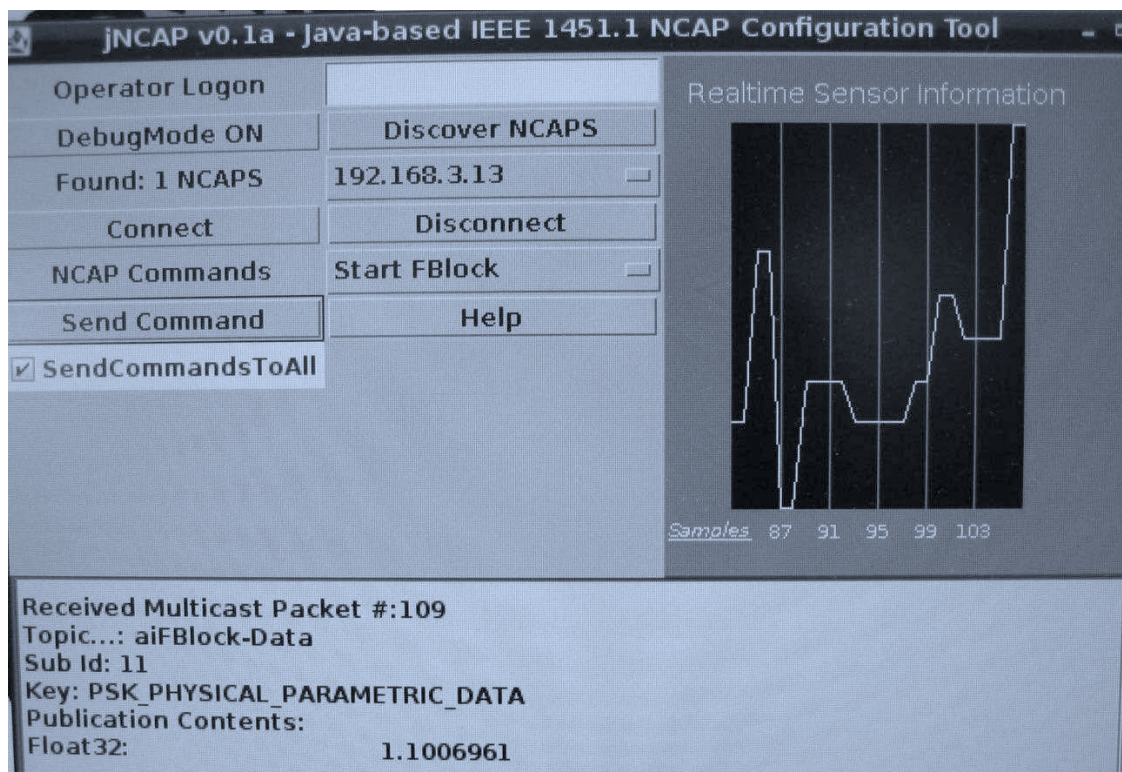 jNCAP v0.1a - Java-based IEEE 1451.1 NCAP Configuration Tool
Operator Logon
DebugMode ON
Discover NCAPS
Found: 1 NCAPS
192.168.3.13
Connect
Disconnect
NCAP Commands
Start FBlock
Send Command
Help
SendCommandsToAll
Realtime Sensor Information
Samples 87 91 95 99 103
Received Multicast Packet #:109
Topic...: aiFBlock-Data
Sub Id: 11
Key: PSK_PHYSICAL_PARAMETRIC_DATA
Publication Contents:
Float32: 1.1006961